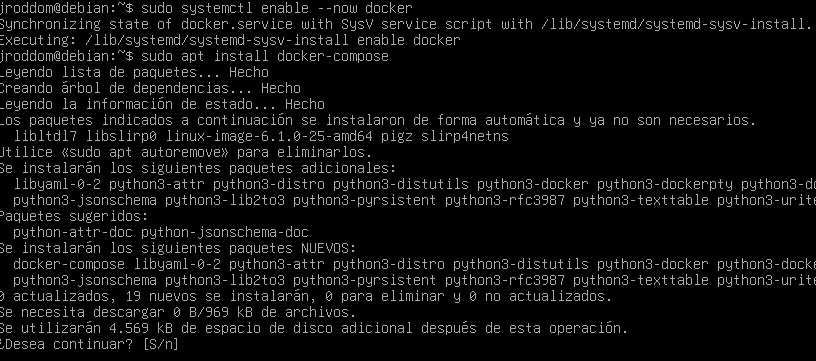 jroddom@debian:~$ sudo systemctl enable --now docker
Synchronizing state of docker.service with SysV service script with /lib/systemd/systemd-sysv-install.
Executing: /lib/systemd/systemd-sysv-install enable docker
jroddom@debian:~$ sudo apt install docker-compose
Leyendo lista de paquetes... Hecho
Creando árbol de dependencias... Hecho
Leyendo la información de estado... Hecho
Los paquetes indicados a continuación se instalaron de forma automática y ya no son necesarios.
libltdl7 libslirp0 linux-image-6.1.0-25-amd64 pigz slirp4netns
Utilice «sudo apt autoremove» para eliminarlos.
Se instalarán los siguientes paquetes adicionales:
libyaml-0-2 python3-attr python3-distro python3-distutils python3-docker python3-dockerpty python3-d
python3-jsonschema python3-lib2to3 python3-pyrsistent python3-rfc3987 python3-texttable python3-urite
Paquetes sugeridos:
python-attr-doc python-jsonschema-doc
Se instalarán los siguientes paquetes NUEVOS:
docker-compose libyaml-0-2 python3-attr python3-distro python3-distutils python3-docker python3-docke
python3-jsonschema python3-lib2to3 python3-pyrsistent python3-rfc3987 python3-texttable python3-urite
0 actualizados, 19 nuevos se instalarán, 0 para eliminar y 0 no actualizados.
Se necesita descargar 0 B/969 kB de archivos.
Se utilizarán 4.569 kB de espacio de disco adicional después de esta operación.
¿Desea continuar? [S/n]